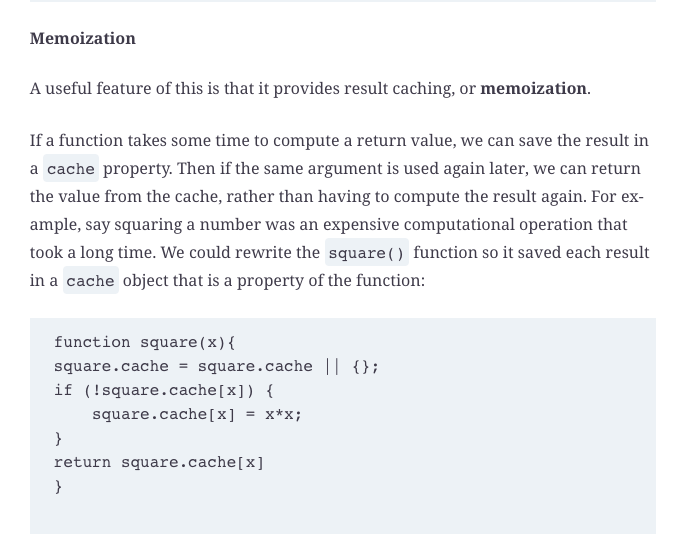 Memoization
A useful feature of this is that it provides result caching, or memoization.
If a function takes some time to compute a return value, we can save the result in
a cache property. Then if the same argument is used again later, we can return
the value from the cache, rather than having to compute the result again. For ex-
ample, say squaring a number was an expensive computational operation that
took a long time. We could rewrite the square() function so it saved each result
in a cache object that is a property of the function:
function square(x){
square.cache = square.cache || {};
if (!square.cache[x]) {
    square.cache[x] = x*x;
}
return square.cache[x]
}